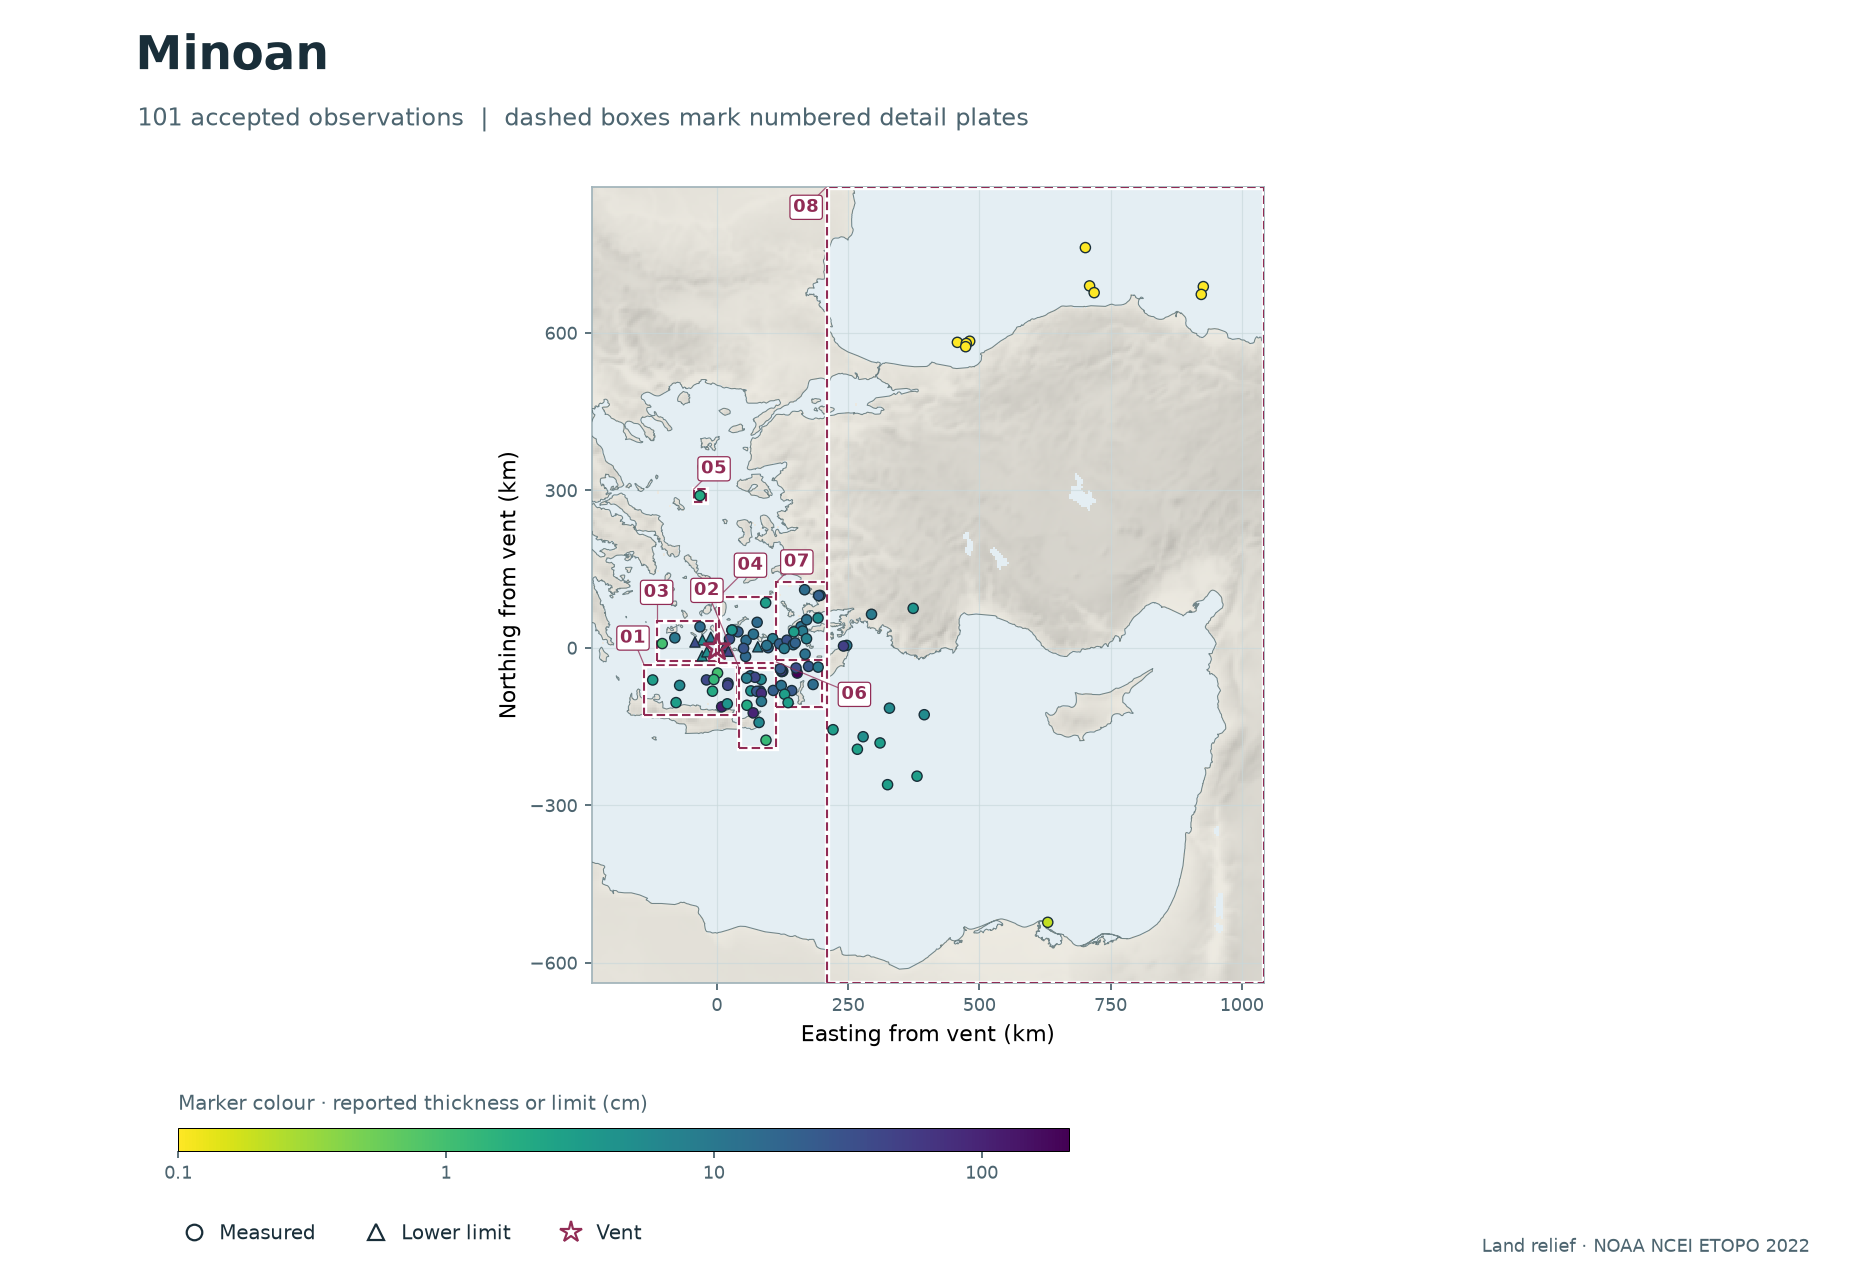 Minoan
101 accepted observations | dashed boxes mark numbered detail plates
08
05
04
07
03
02
01
06
600
300
0
−300
−600
Northing from vent (km)
0 250 500 750 1000
Easting from vent (km)
Marker colour · reported thickness or limit (cm)
0.1 1 10 100
Measured Lower limit Vent
Land relief · NOAA NCEI ETOPO 2022